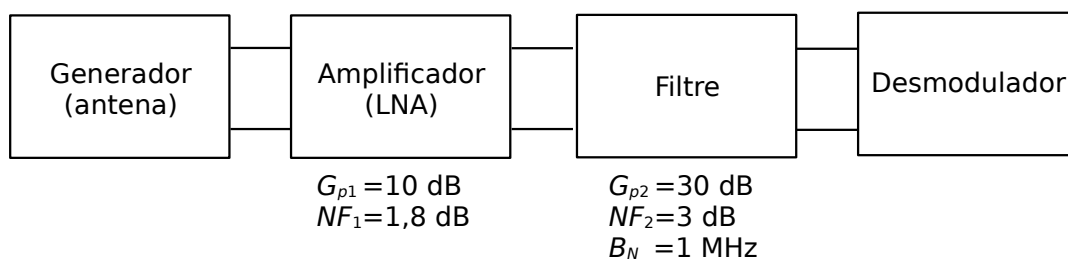 Generador
(antena)
Amplificador
(LNA)
Filtre
Desmodulador
Gp1=10 dB
NF1=1,8 dB
Gp2=30 dB
NF2=3 dB
BN =1 MHz